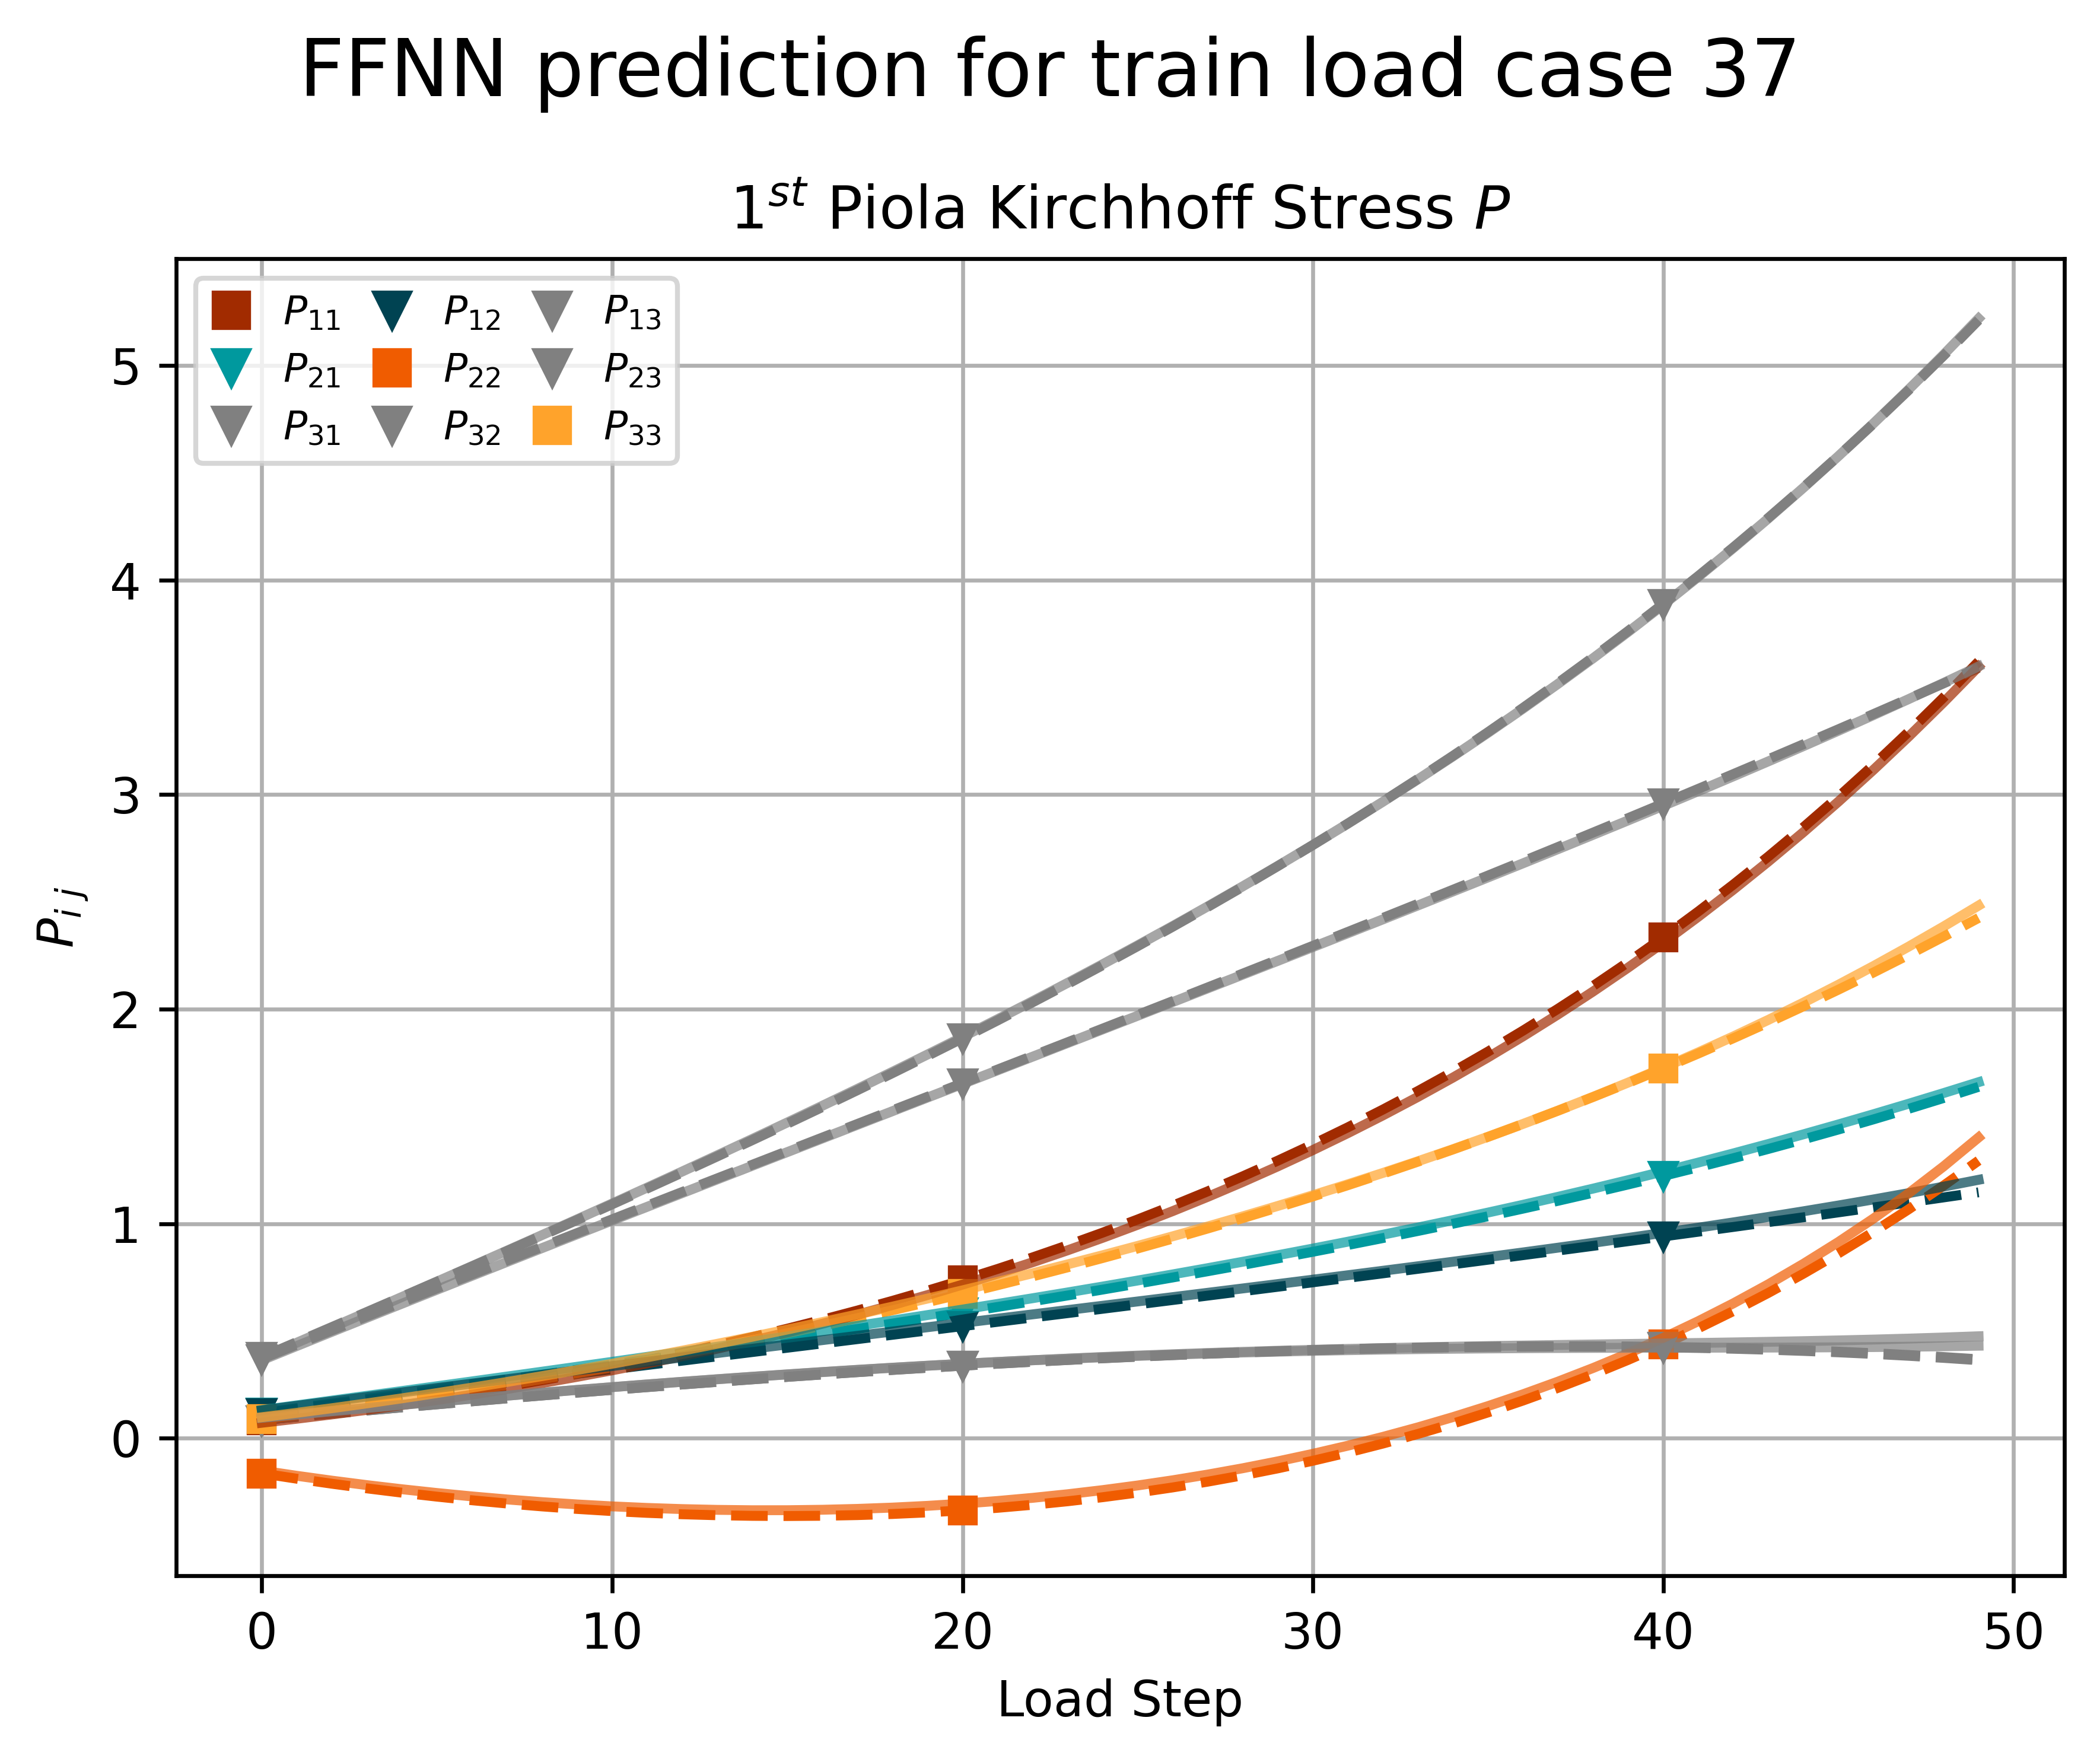 FFNN prediction for train load case 37
1st Piola Kirchhoff Stress P
P11 P12 P13
P21 P22 P23
P31 P32 P33
5
4
3
2
1
0
Pi j
0 10 20 30 40 50
Load Step